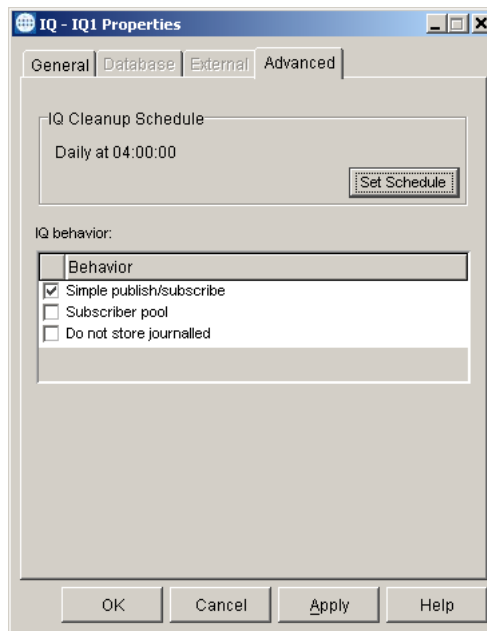 IQ - IQ1 Properties
General Database External Advanced
IQ Cleanup Schedule
Daily at 04:00:00
Set Schedule
IQ behavior:
Behavior
Simple publish/subscribe
Subscriber pool
Do not store journalled
OK Cancel Apply Help